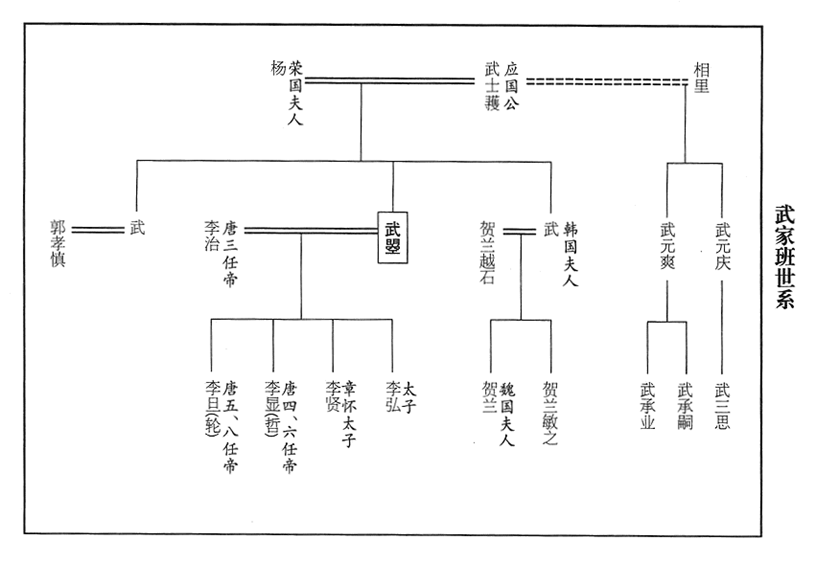 武家班世系
相里
应国公
武士彟
荣国夫人
杨
武元庆
武元爽
韩国夫人
武
贺兰越石
武曌
唐三任帝
李治
武
郭孝慎
武三思
武承嗣
武承业
贺兰敏之
魏国夫人
贺兰
太子
李弘
章怀太子
李贤
唐四、六任帝
李显(哲)
唐五、八任帝
李旦(轮)